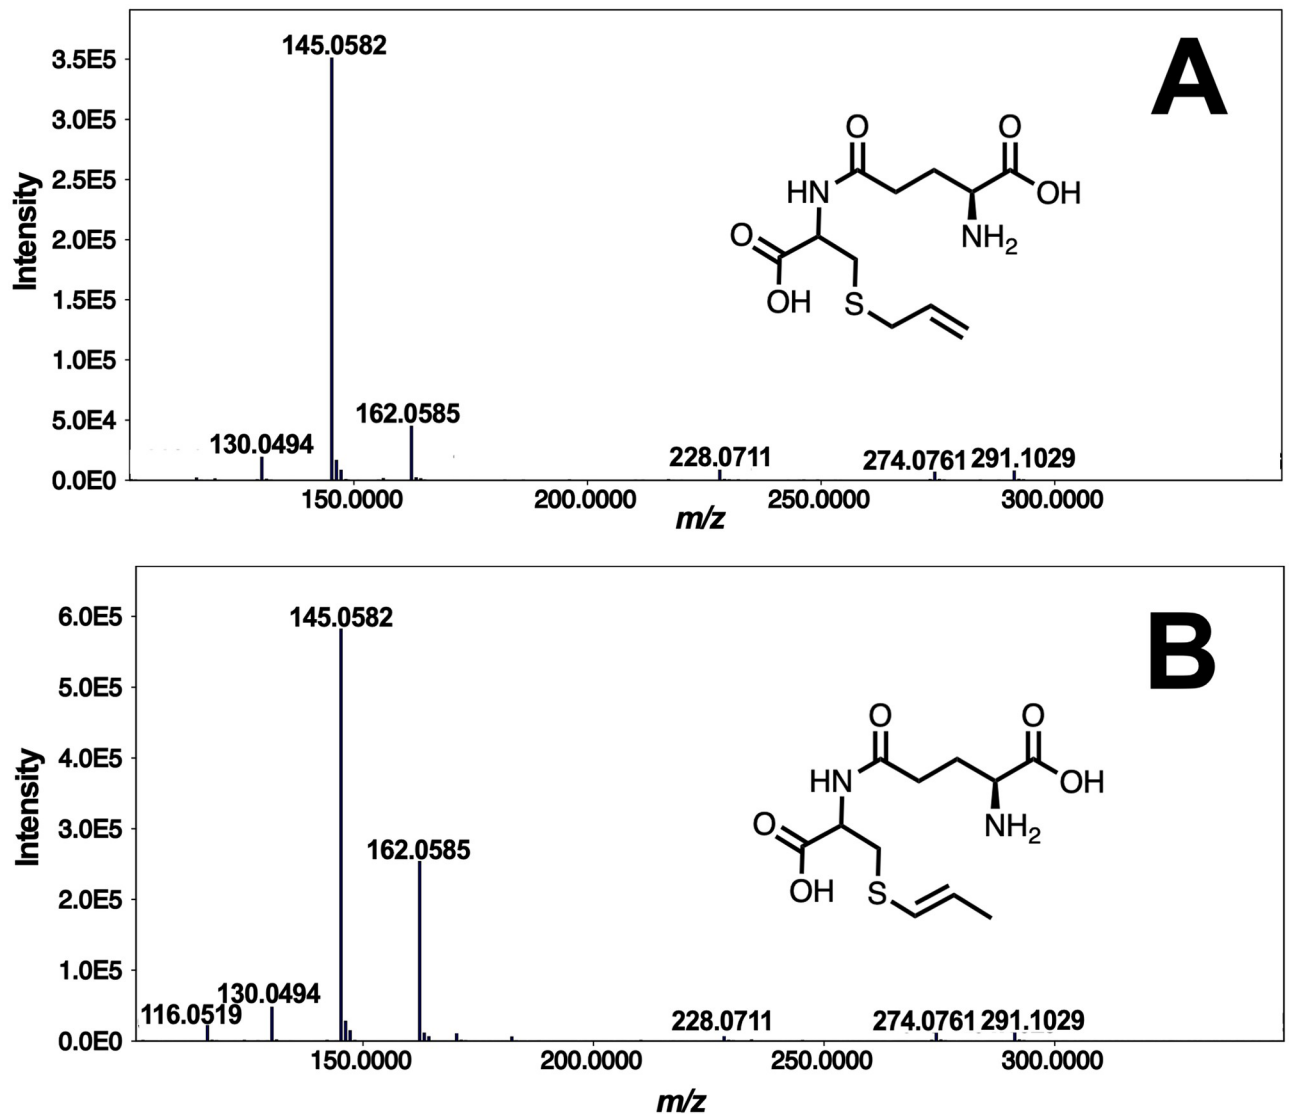 A
145.0582
3.5E5
3.0E5
2.5E5
2.0E5
1.5E5
1.0E5
5.0E4
0.0E0
Intensity
162.0585
130.0494
228.0711
274.0761 291.1029
150.0000 200.0000 250.0000 300.0000
m/z
O O
HN OH
O NH2
OH S
B
145.0582
6.0E5
5.0E5
4.0E5
3.0E5
2.0E5
1.0E5
0.0E0
Intensity
162.0585
116.0519 130.0494
228.0711 274.0761 291.1029
150.0000 200.0000 250.0000 300.0000
m/z
O O
HN OH
O NH2
OH S